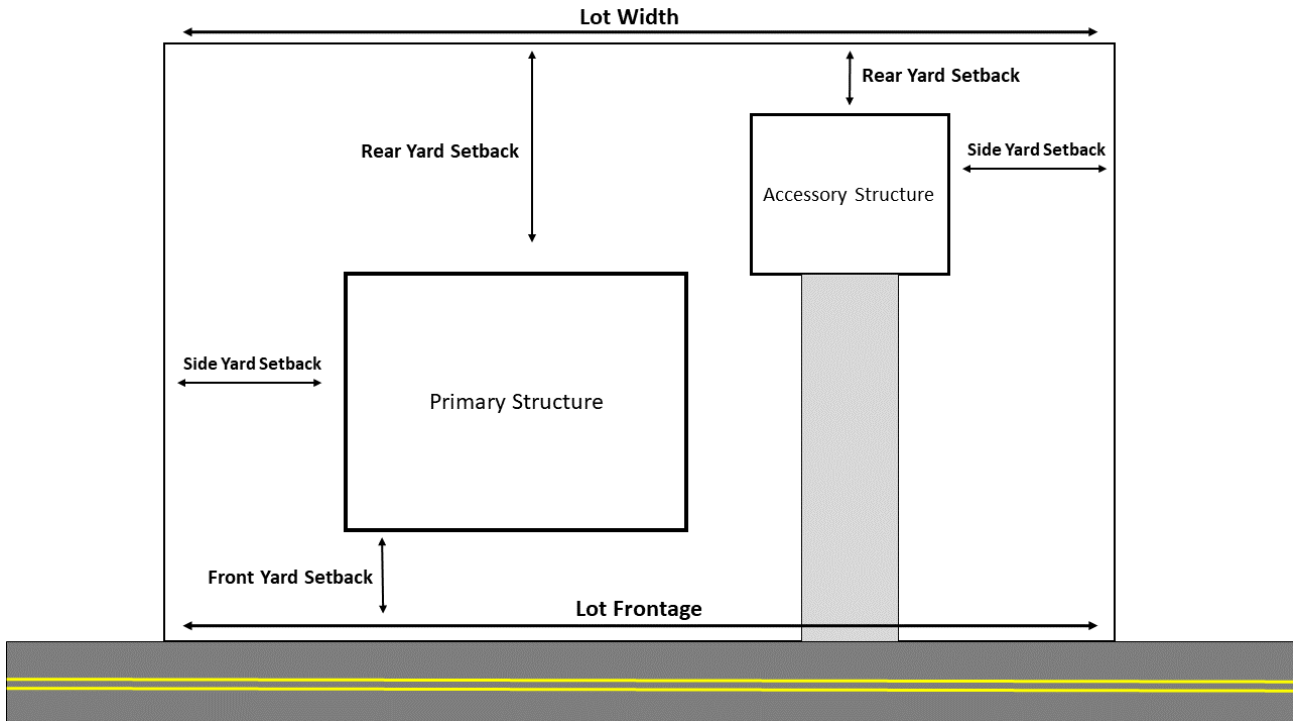 Lot Width
Rear Yard Setback
Rear Yard Setback
Side Yard Setback
Accessory Structure
Side Yard Setback
Primary Structure
Front Yard Setback
Lot Frontage